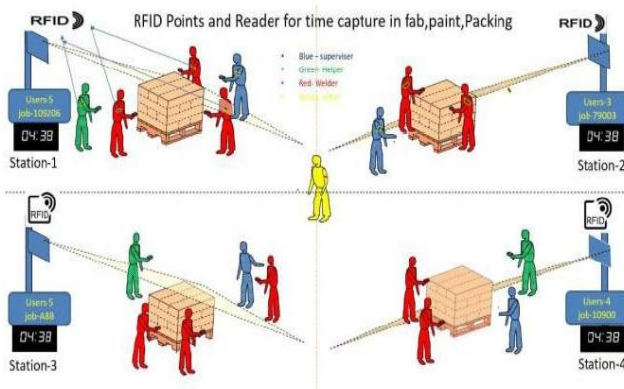 RFID Points and Reader for time capture in fab,paint,Packing
RFID
RFID
Blue – superviser
Green- Helper
Red- Welder
Users-5
job-109206
04:38
Station-1
Users-3
job-79003
04:38
Station-2
RFID
RFID
Users-5
job-A88
04:38
Station-3
Users-4
job-10900
04:38
Station-4